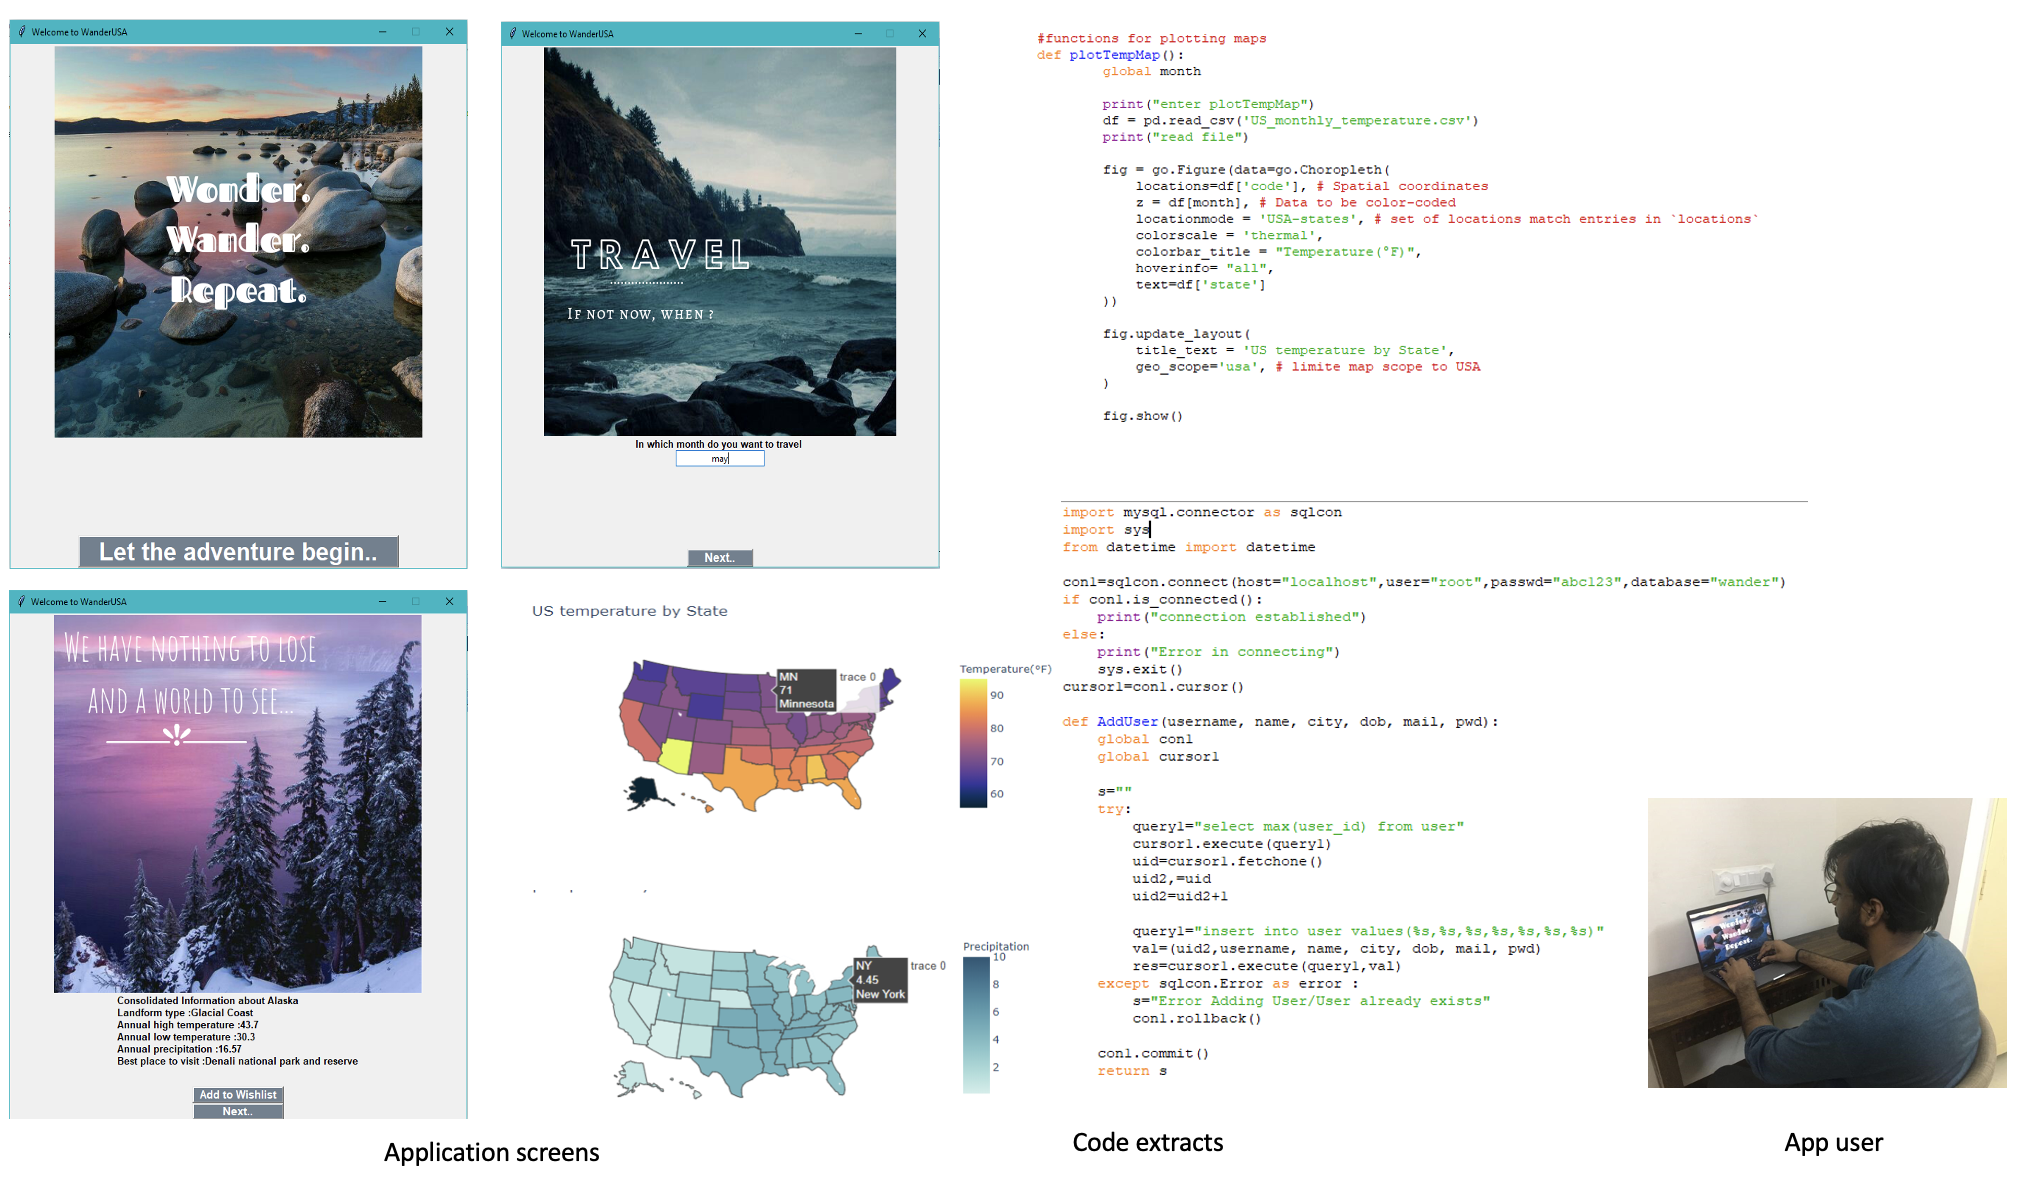 Welcome to WanderUSA
Wonder.
Wander.
Repeat.
Let the adventure begin..
Welcome to WanderUSA
TRAVEL
If not now, when ?
In which month do you want to travel
may
Next..
Welcome to WanderUSA
We have nothing to lose
and a world to see...
Consolidated Information about Alaska
Landform type :Glacial Coast
Annual high temperature :43.7
Annual low temperature :30.3
Annual precipitation :16.57
Best place to visit :Denali national park and reserve
Add to Wishlist
Next..
US temperature by State
MN
71
Minnesota
trace 0
Temperature(°F)
90
80
70
60
NY
4.45
New York
trace 0
Precipitation
10
8
6
4
2
Application screens
#functions for plotting maps
def plotTempMap():
global month
print("enter plotTempMap")
df = pd.read_csv('US_monthly_temperature.csv')
print("read file")
fig = go.Figure(data=go.Choropleth(
locations=df['code'], # Spatial coordinates
z = df[month], # Data to be color-coded
locationmode = 'USA-states', # set of locations match entries in `locations`
colorscale = 'thermal',
colorbar_title = "Temperature(°F)",
hoverinfo= "all",
text=df['state']
))
fig.update_layout(
title_text = 'US temperature by State',
geo_scope='usa', # limite map scope to USA
)
fig.show()
import mysql.connector as sqlcon
import sys
from datetime import datetime
con1=sqlcon.connect(host="localhost",user="root",passwd="abc123",database="wander")
if con1.is_connected():
print("connection established")
else:
print("Error in connecting")
sys.exit()
cursor1=con1.cursor()
def AddUser(username, name, city, dob, mail, pwd):
global con1
global cursor1
s=""
try:
query1="select max(user_id) from user"
cursor1.execute(query1)
uid=cursor1.fetchone()
uid2,=uid
uid2=uid2+1
query1="insert into user values(%s,%s,%s,%s,%s,%s,%s)"
val=(uid2,username, name, city, dob, mail, pwd)
res=cursor1.execute(query1,val)
except sqlcon.Error as error :
s="Error Adding User/User already exists"
con1.rollback()
con1.commit()
return s
Code extracts
Wonder.
Wander.
Repeat.
App user